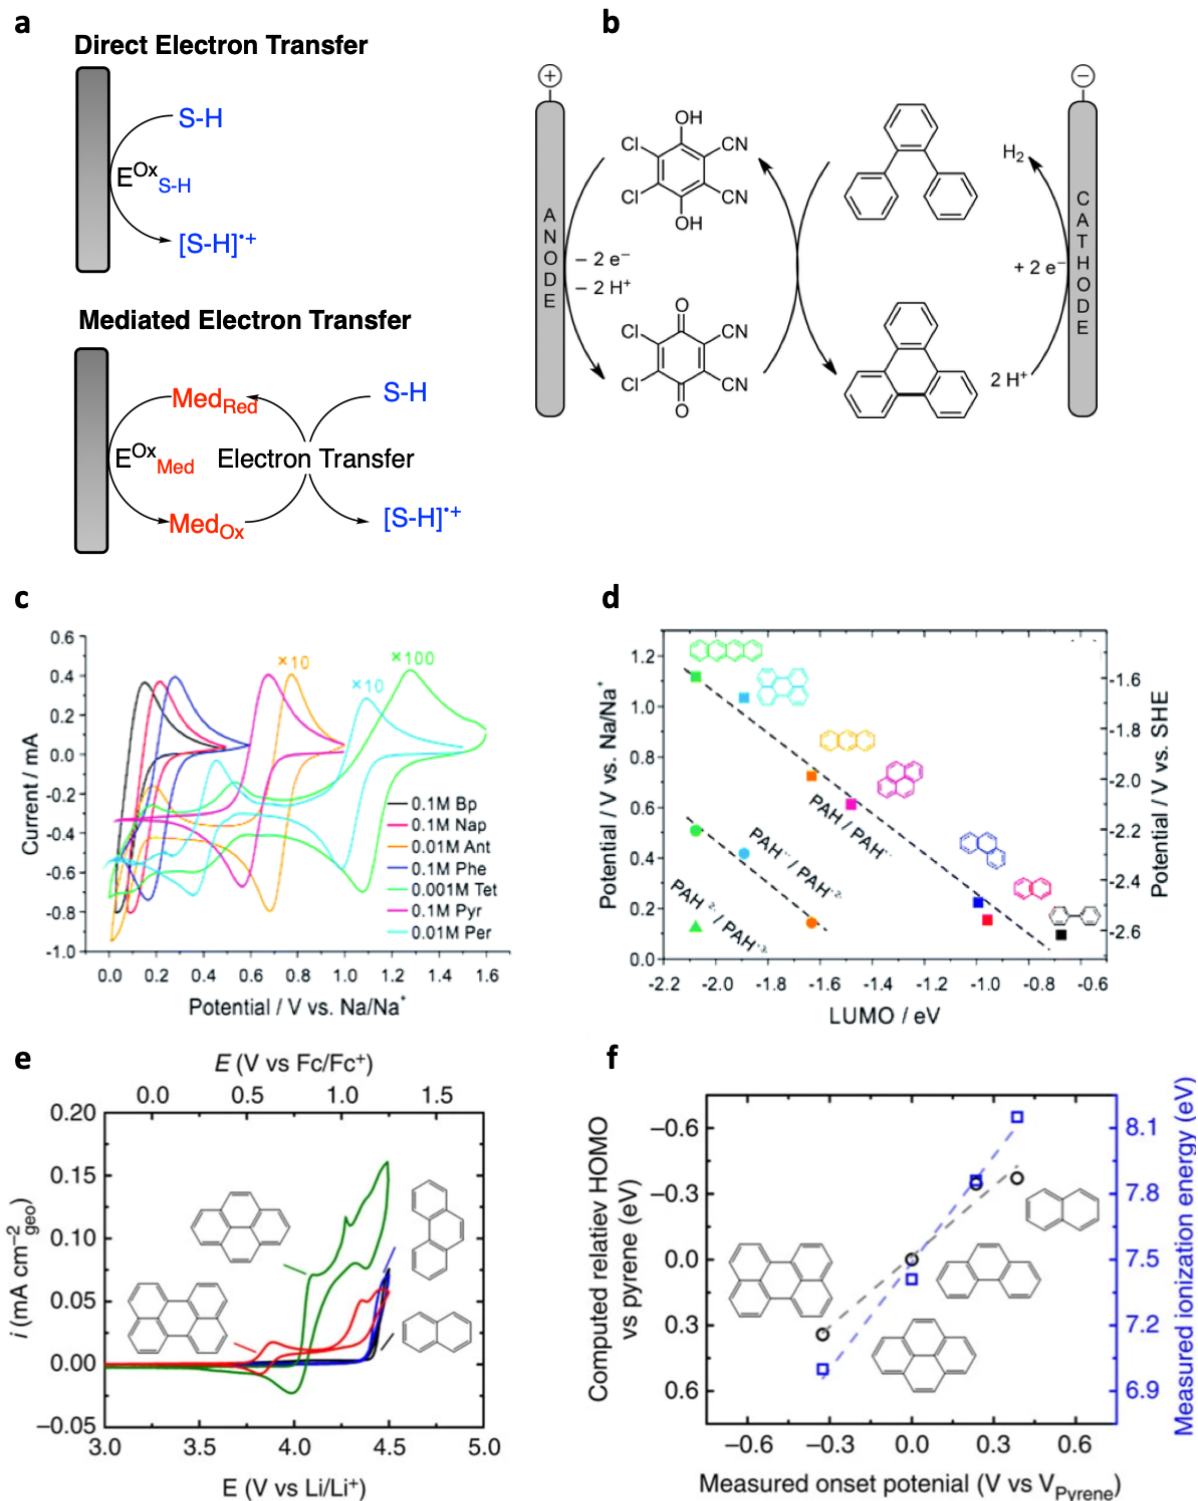 a
Direct Electron Transfer
S-H
E^Ox_S-H
[S-H]•+
Mediated Electron Transfer
Med_Red
S-H
E^Ox_Med
Electron Transfer
Med_Ox
[S-H]•+
b
+
−
ANODE
CATHODE
OH
Cl
CN
Cl
CN
OH
− 2 e⁻
− 2 H⁺
O
Cl
CN
Cl
CN
O
H₂
+ 2 e⁻
2 H⁺
c
Current / mA
0.6
0.4
0.2
0.0
-0.2
-0.4
-0.6
-0.8
-1.0
×10
×100
×10
0.1M Bp
0.1M Nap
0.01M Ant
0.1M Phe
0.001M Tet
0.1M Pyr
0.01M Per
0.0 0.2 0.4 0.6 0.8 1.0 1.2 1.4 1.6
Potential / V vs. Na/Na⁺
d
Potential / V vs. Na/Na⁺
1.2
1.0
0.8
0.6
0.4
0.2
0.0
PAH / PAH•-
PAH•- / PAH•2-
PAH•2- / PAH•3-
-1.6
-1.8
-2.0
-2.2
-2.4
-2.6
Potential / V vs. SHE
-2.2 -2.0 -1.8 -1.6 -1.4 -1.2 -1.0 -0.8 -0.6
LUMO / eV
e
E (V vs Fc/Fc⁺)
0.0 0.5 1.0 1.5
i (mA cm⁻²_geo)
0.20
0.15
0.10
0.05
0.00
−0.05
3.0 3.5 4.0 4.5 5.0
E (V vs Li/Li⁺)
f
Computed relatiev HOMO
vs pyrene (eV)
−0.6
−0.3
0.0
0.3
0.6
8.1
7.8
7.5
7.2
6.9
Measured ionization energy (eV)
−0.6 −0.3 0.0 0.3 0.6
Measured onset potenial (V vs V_Pyrene)